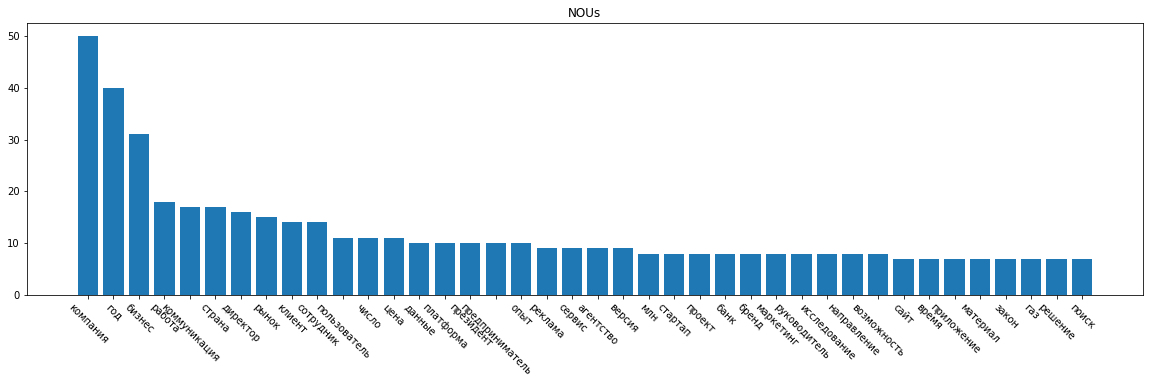 NOUs
50
40
30
20
10
0
компания
год
бизнес
работа
коммуникация
страна
директор
рынок
клиент
сотрудник
пользователь
число
цена
данные
платформа
президент
предприниматель
опыт
реклама
сервис
агентство
версия
млн
стартап
проект
банк
бренд
маркетинг
руководитель
исследование
направление
возможность
сайт
время
приложение
материал
закон
газ
решение
поиск